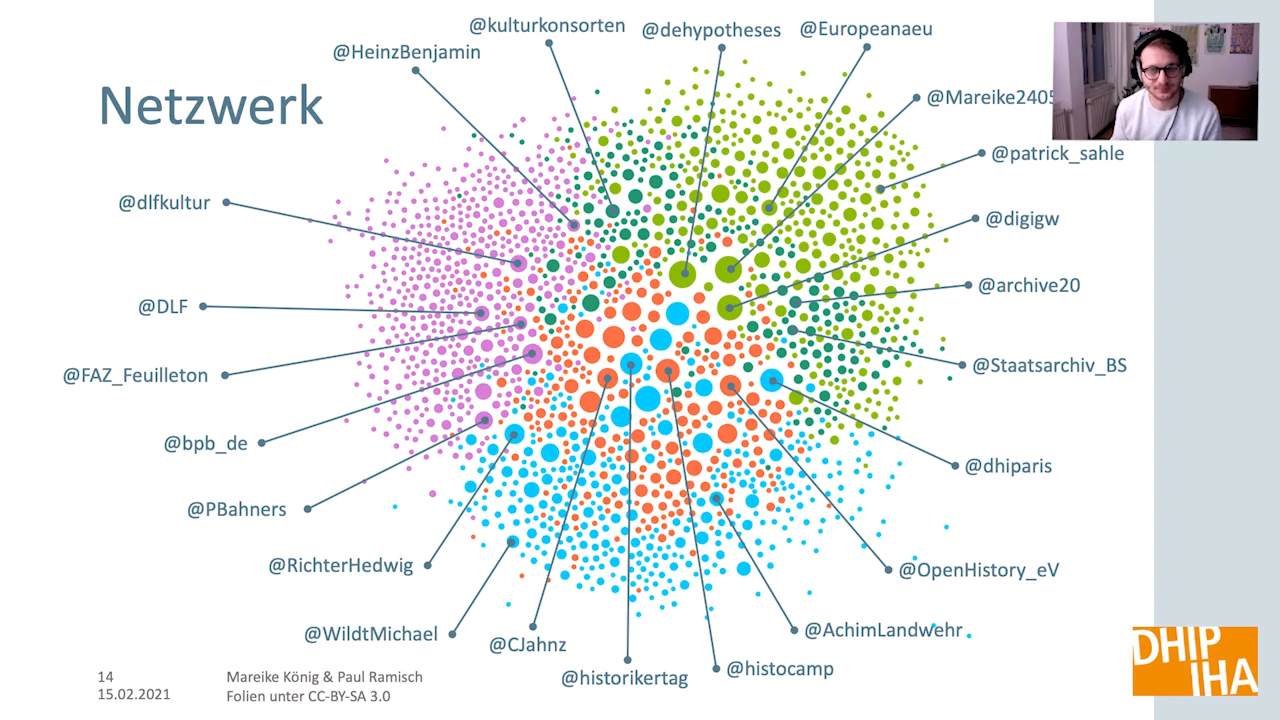 @kulturkonsorten
@dehypotheses
@Europeanaeu
@HeinzBenjamin
Netzwerk
@Mareike2405
@patrick_sahle
@dlfkultur
@digigw
@archive20
@DLF
@Staatsarchiv_BS
@FAZ_Feuilleton
@bpb_de
@dhiparis
@PBahners
@RichterHedwig
@OpenHistory_eV
@WildtMichael
@CJahnz
@AchimLandwehr
@historikertag
@histocamp
14
15.02.2021
Mareike König & Paul Ramisch
Folien unter CC-BY-SA 3.0
DHIP
IHA